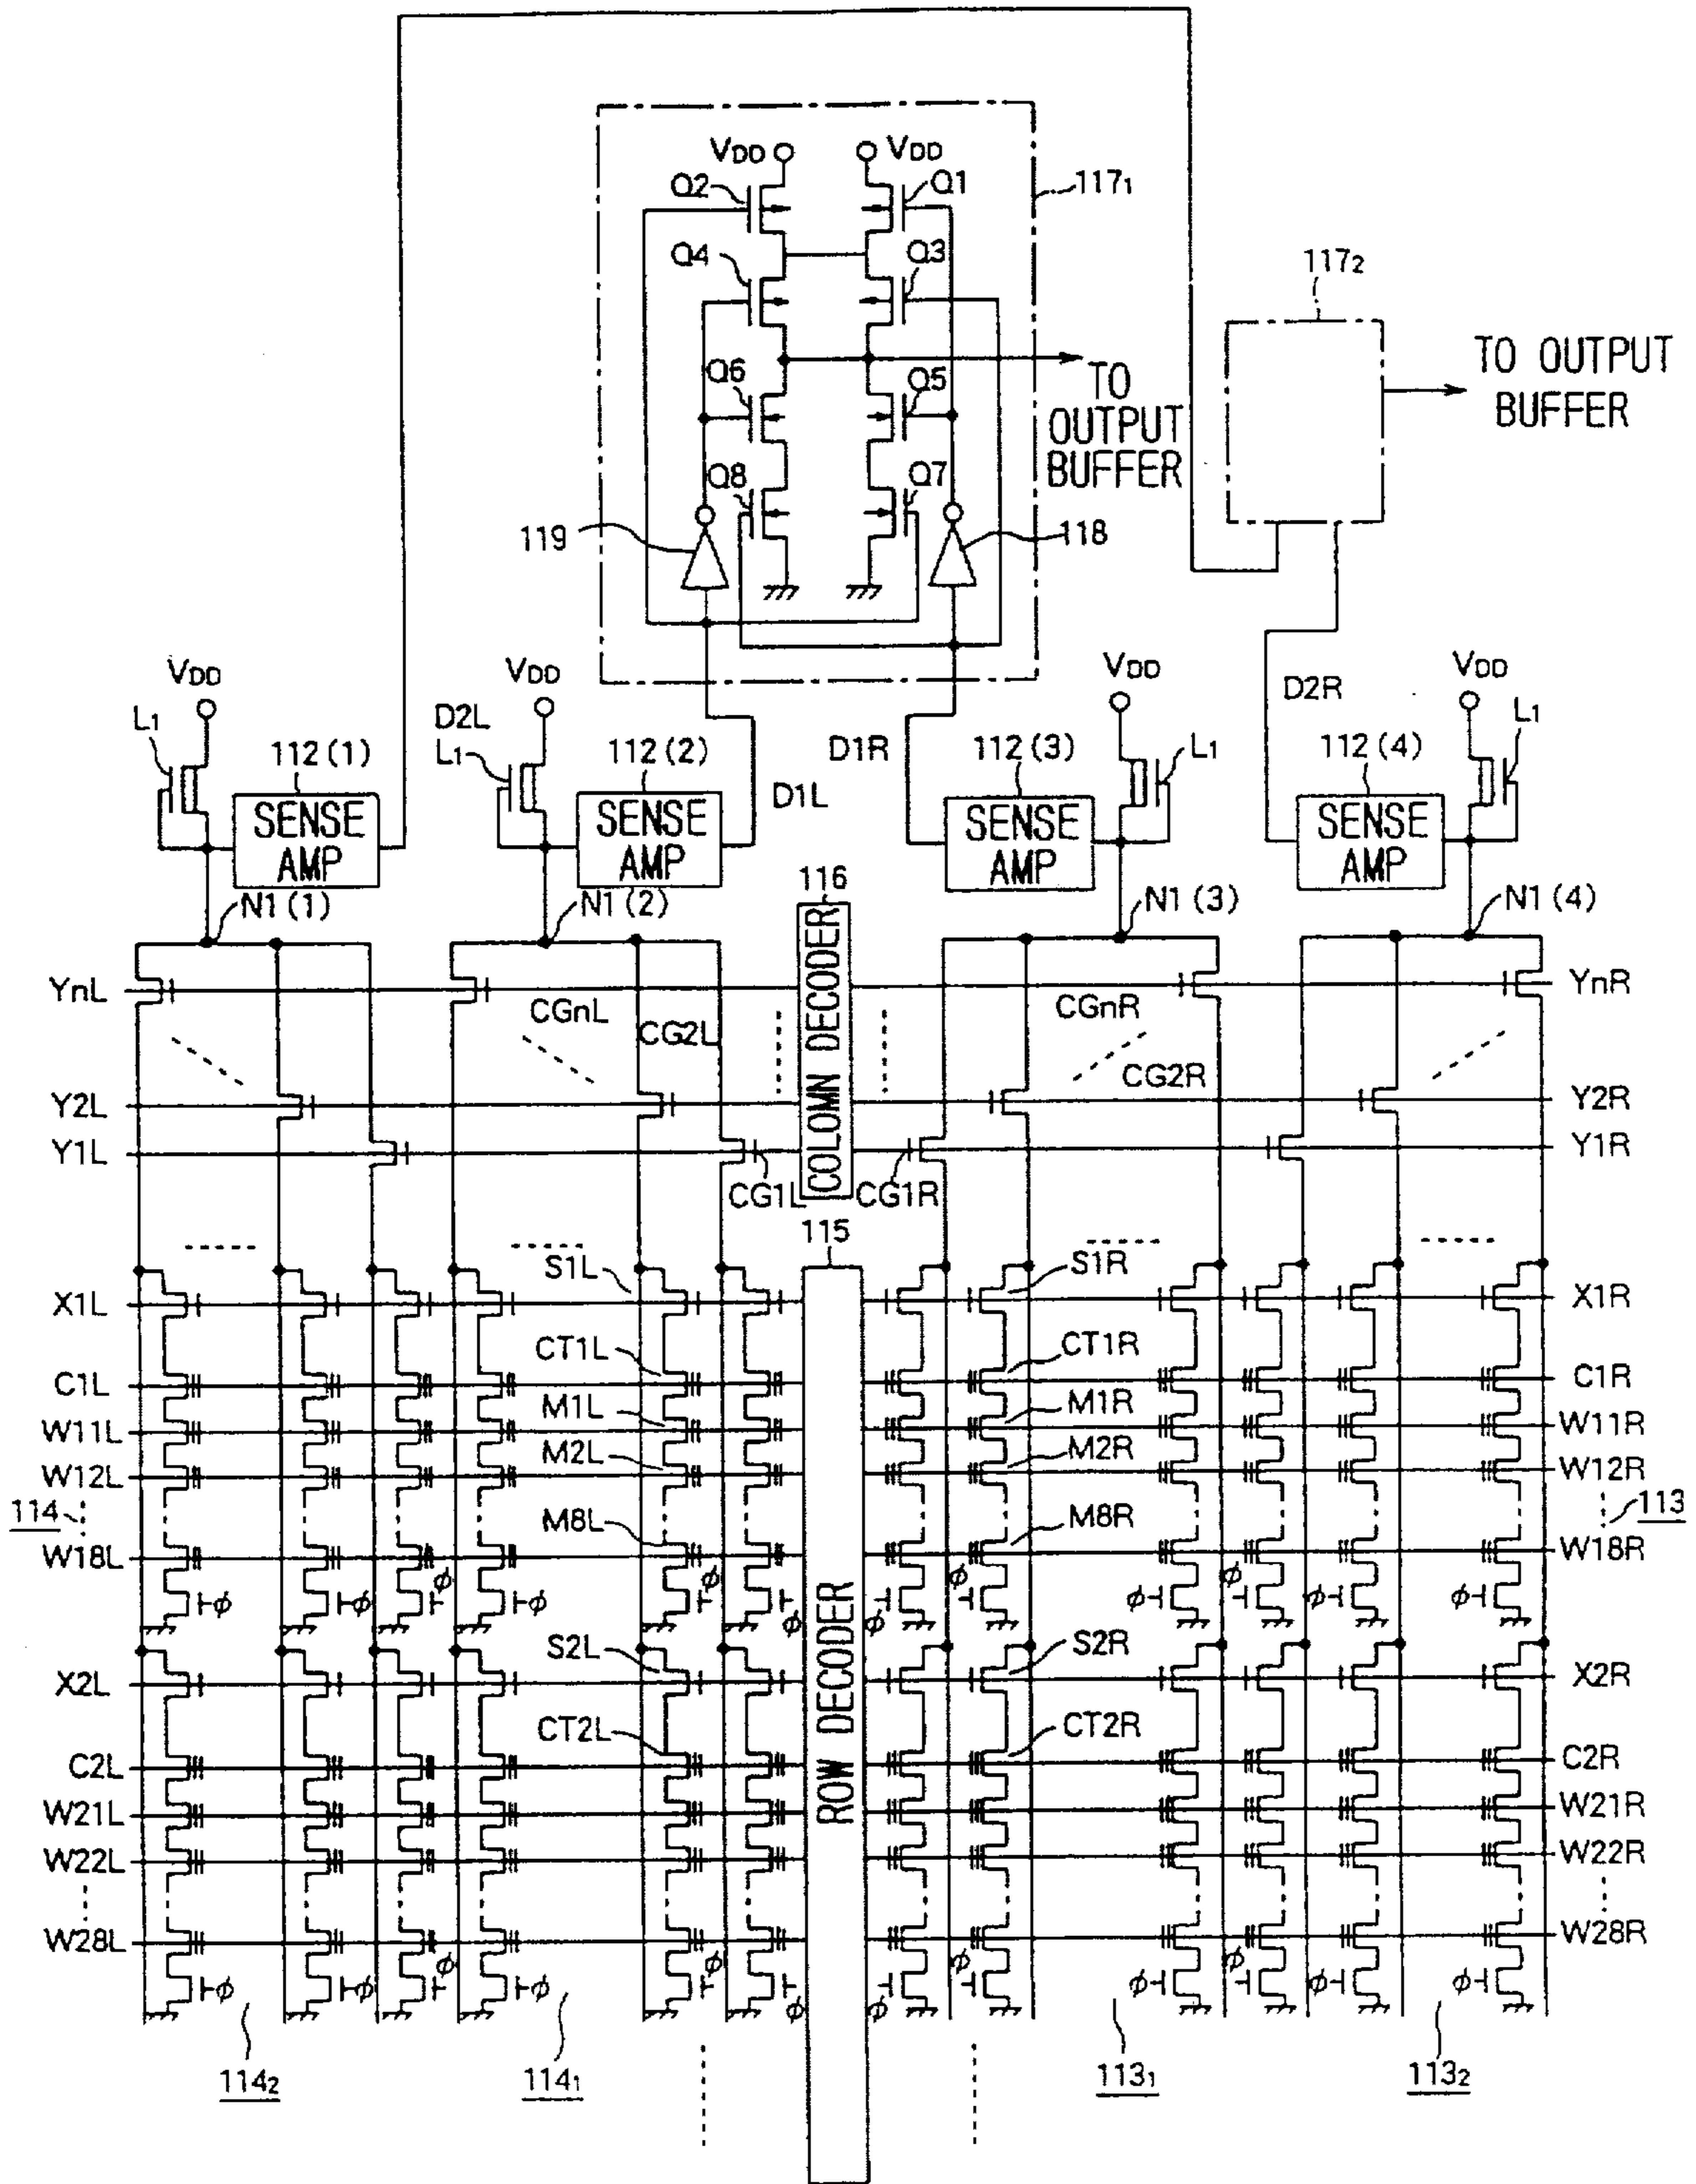 VDD VDD
Q2 Q1 117₁
Q4 Q3
117₂
TO OUTPUT
BUFFER
Q6 Q5 TO
OUTPUT
BUFFER
Q8 Q7
119 118
VDD VDD VDD D2R VDD
L1 D2L L1 112(1) 112(2) D1L D1R 112(3) L1 112(4) L1
SENSE AMP SENSE AMP SENSE AMP SENSE AMP
N1(1) N1(2) 116 N1(3) N1(4)
COLOMN DECODER
YnL CGnL CG2L CGnR YnR
Y2L CG2R Y2R
Y1L CG1L CG1R Y1R
115
ROW DECODER
S1L S1R
X1L X1R
CT1L CT1R
C1L C1R
M1L M1R
W11L W11R
M2L M2R
W12L W12R
114 113
M8L M8R
W18L W18R
ϕ ϕ ϕ ϕ
ϕ ϕ ϕ ϕ ϕ ϕ ϕ ϕ
S2L S2R
X2L X2R
CT2L CT2R
C2L C2R
W21L W21R
W22L W22R
W28L W28R
ϕ ϕ ϕ ϕ
ϕ ϕ ϕ ϕ ϕ ϕ ϕ ϕ
114₂ 114₁ 113₁ 113₂